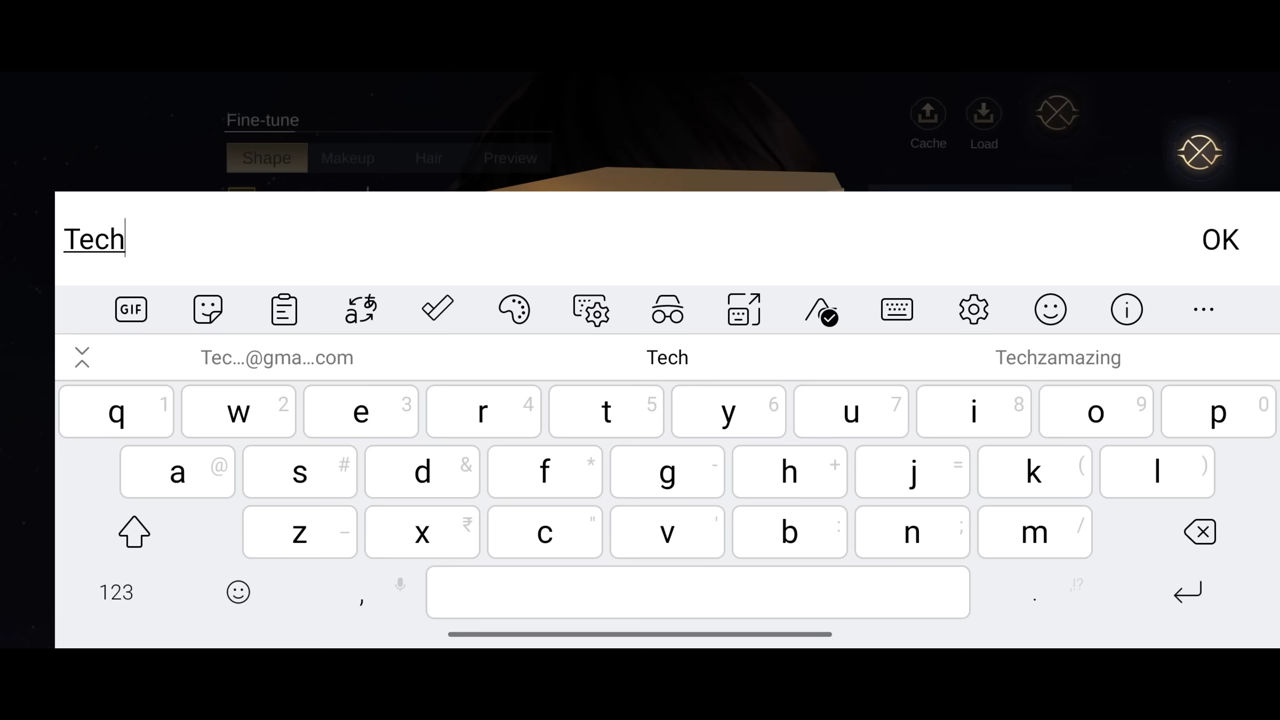 Fine-tune
Shape Makeup Hair Preview
Cache Load
Tech OK
GIF
Tec...@gma...com Tech Techzamazing
q 1 w 2 e 3 r 4 t 5 y 6 u 7 i 8 o 9 p 0
a @ s # d & f * g - h + j = k ( l )
z _ x ₹ c " v ' b : n ; m /
123 , . ,!?